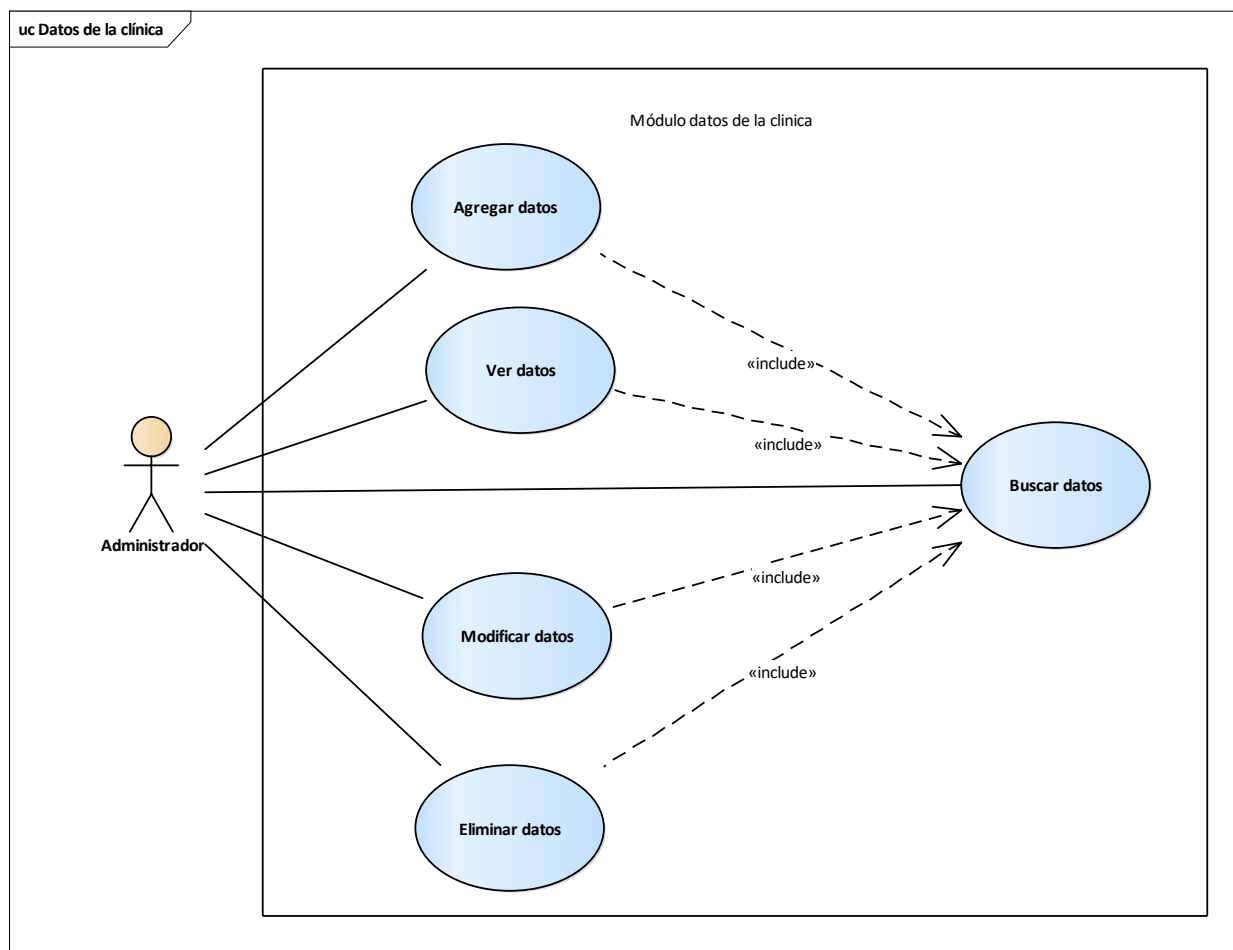 uc Datos de la clínica
Módulo datos de la clinica
Agregar datos
Ver datos
«include»
«include»
Buscar datos
Administrador
«include»
Modificar datos
«include»
Eliminar datos